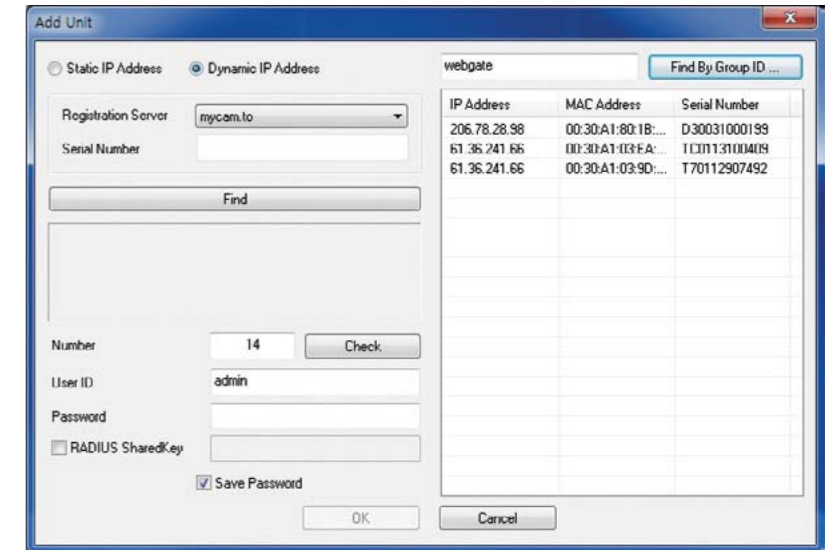 Add Unit
Static IP Address
Dynamic IP Address
Registration Server
mycam.to
Serial Number
Find
Number
14
Check
User ID
admin
Password
RADIUS SharedKey
Save Password
OK
webgate
Find By Group ID ...
IP Address MAC Address Serial Number
206.78.28.98 00:30:A1:80:1B:... D30031000199
61.36.241.66 00:30:A1:03:EA:... TC0113100409
61.36.241.66 00:30:A1:03:9D:... T70112907492
Cancel